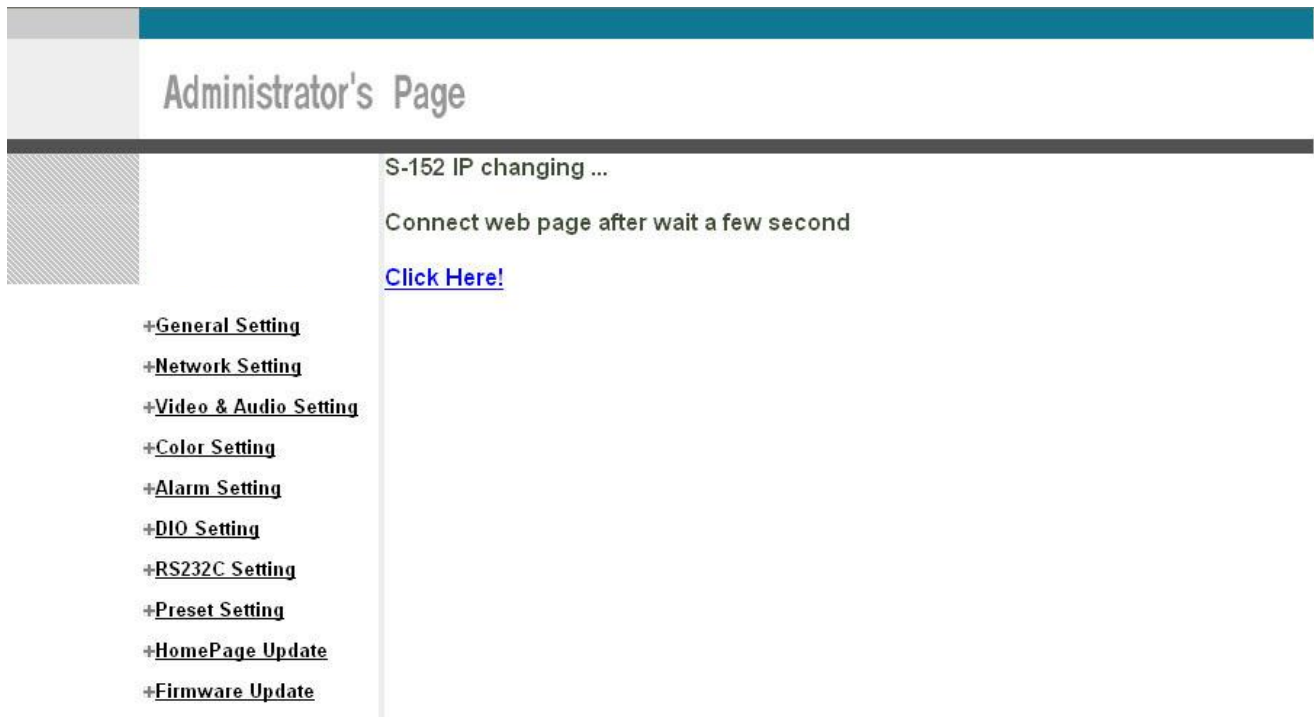 Administrator's Page
S-152 IP changing ...
Connect web page after wait a few second
Click Here!
+General Setting
+Network Setting
+Video & Audio Setting
+Color Setting
+Alarm Setting
+DIO Setting
+RS232C Setting
+Preset Setting
+HomePage Update
+Firmware Update